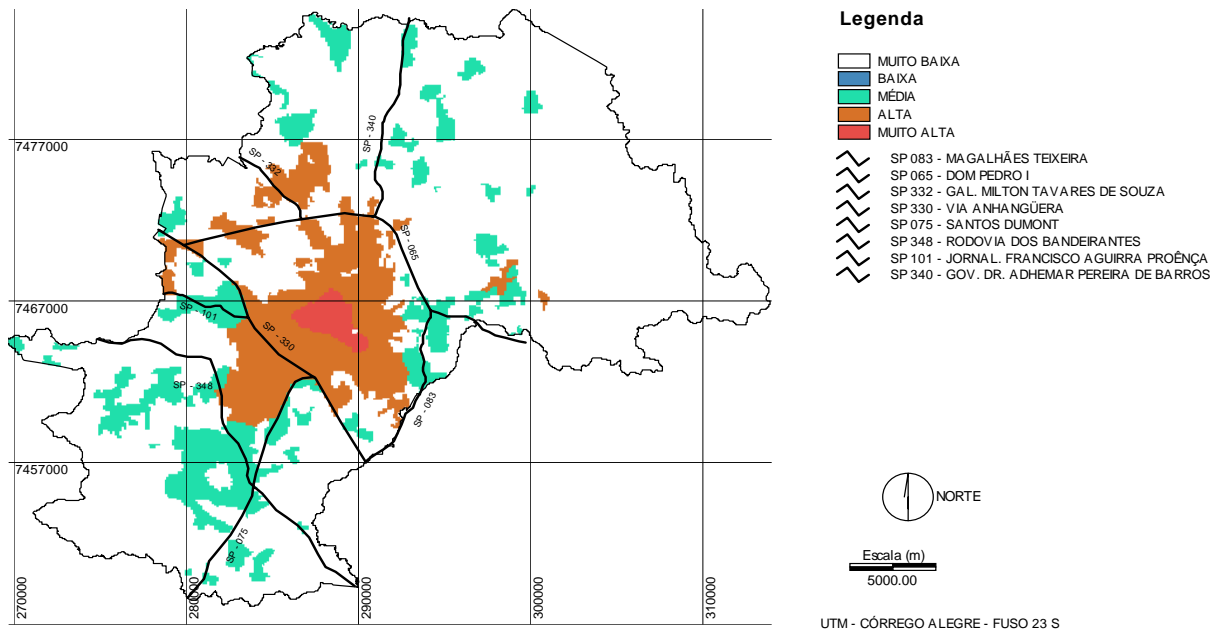 Legenda
MUITO BAIXA
BAIXA
MÉDIA
ALTA
MUITO ALTA
SP 083 - MAGALHÃES TEIXEIRA
SP 065 - DOM PEDRO I
SP 332 - GAL. MILTON TAVARES DE SOUZA
SP 330 - VIA ANHANGÜERA
SP 075 - SANTOS DUMONT
SP 348 - RODOVIA DOS BANDEIRANTES
SP 101 - JORNAL. FRANCISCO AGUIRRA PROÊNÇA
SP 340 - GOV. DR. ADHEMAR PEREIRA DE BARROS
SP - 340
7477000
SP - 332
SP - 065
7467000
SP - 101
SP - 330
SP - 348
SP - 083
7457000
SP - 075
270000
280000
290000
300000
310000
NORTE
Escala (m)
5000.00
UTM - CÓRREGO ALEGRE - FUSO 23 S